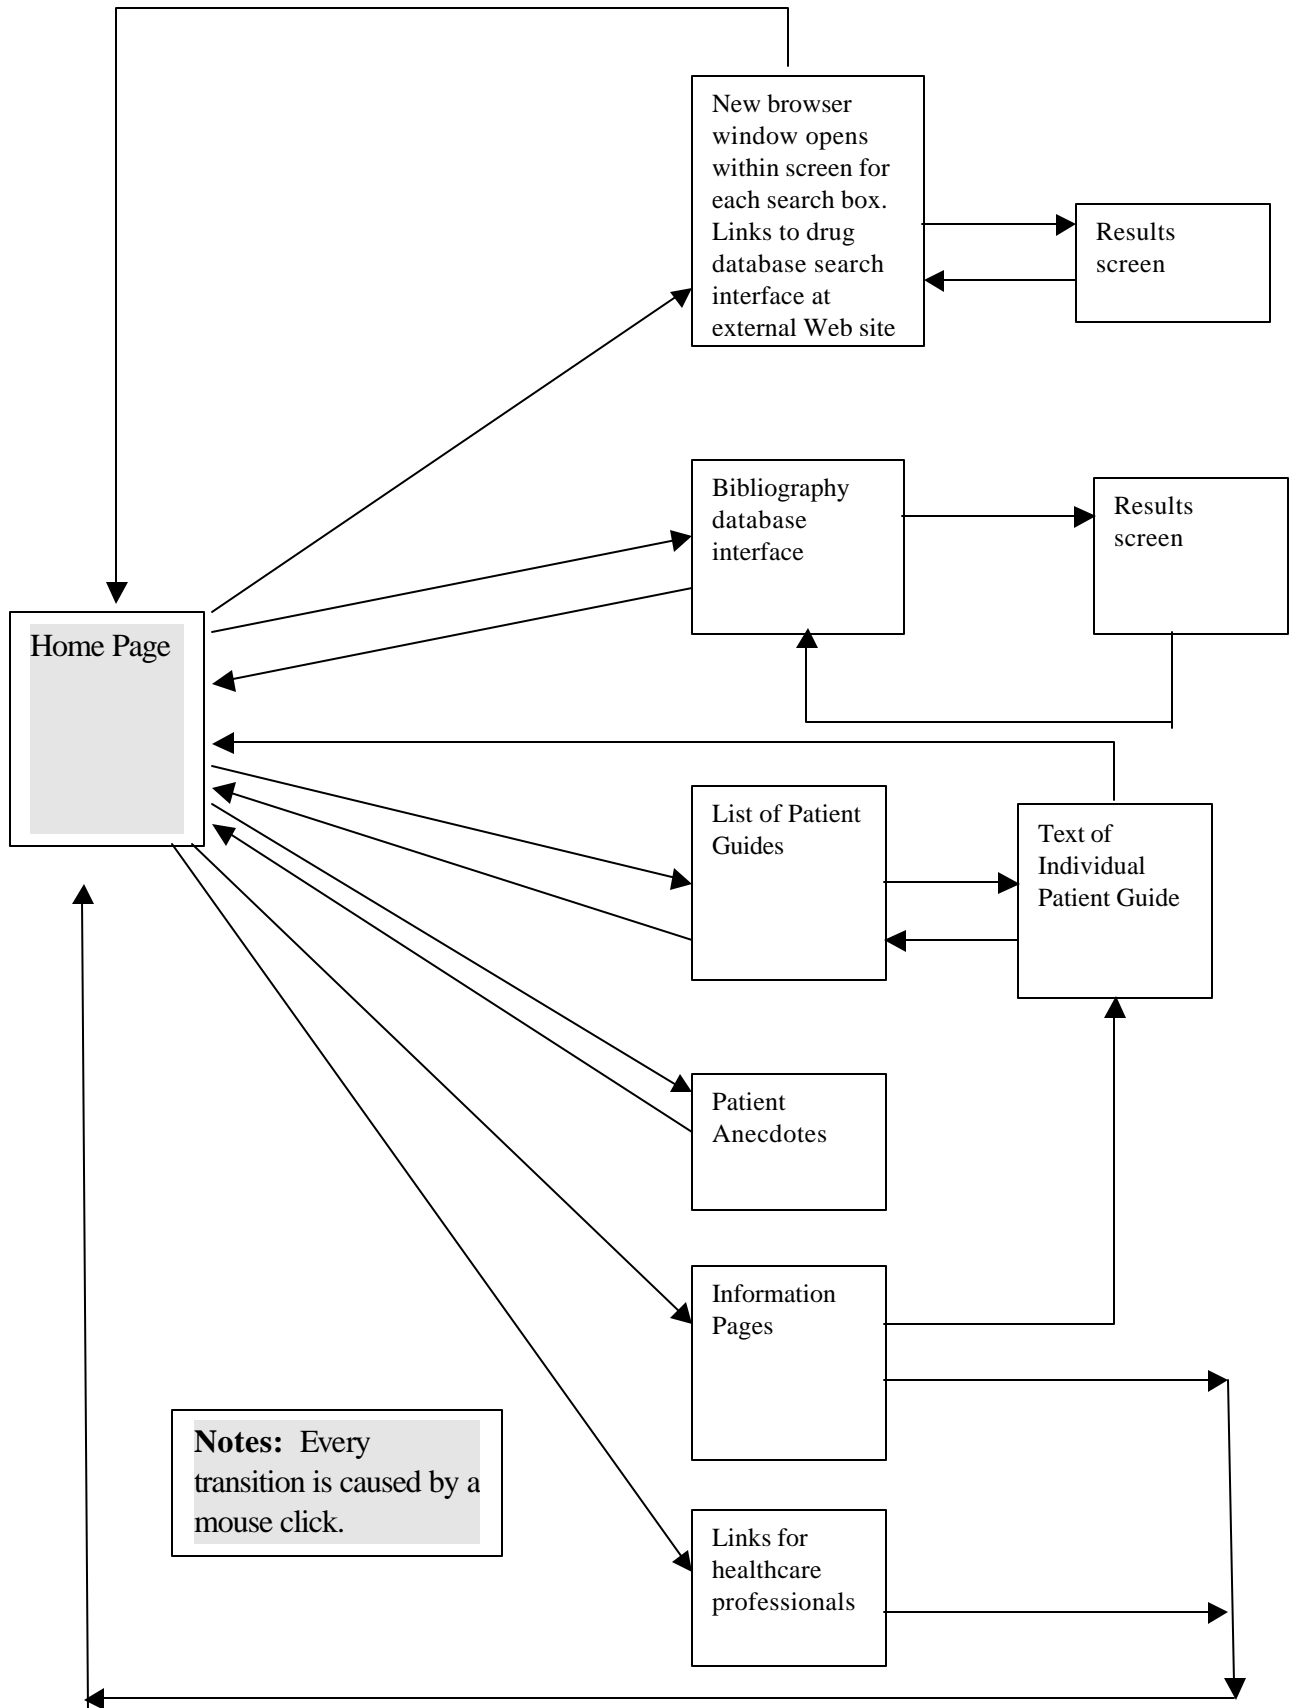 New browser
window opens
within screen for
each search box.
Links to drug
database search
interface at
external Web site
Results
screen
Bibliography
database
interface
Results
screen
Home Page
List of Patient
Guides
Text of
Individual
Patient Guide
Patient
Anecdotes
Information
Pages
Notes: Every
transition is caused by a
mouse click.
Links for
healthcare
professionals